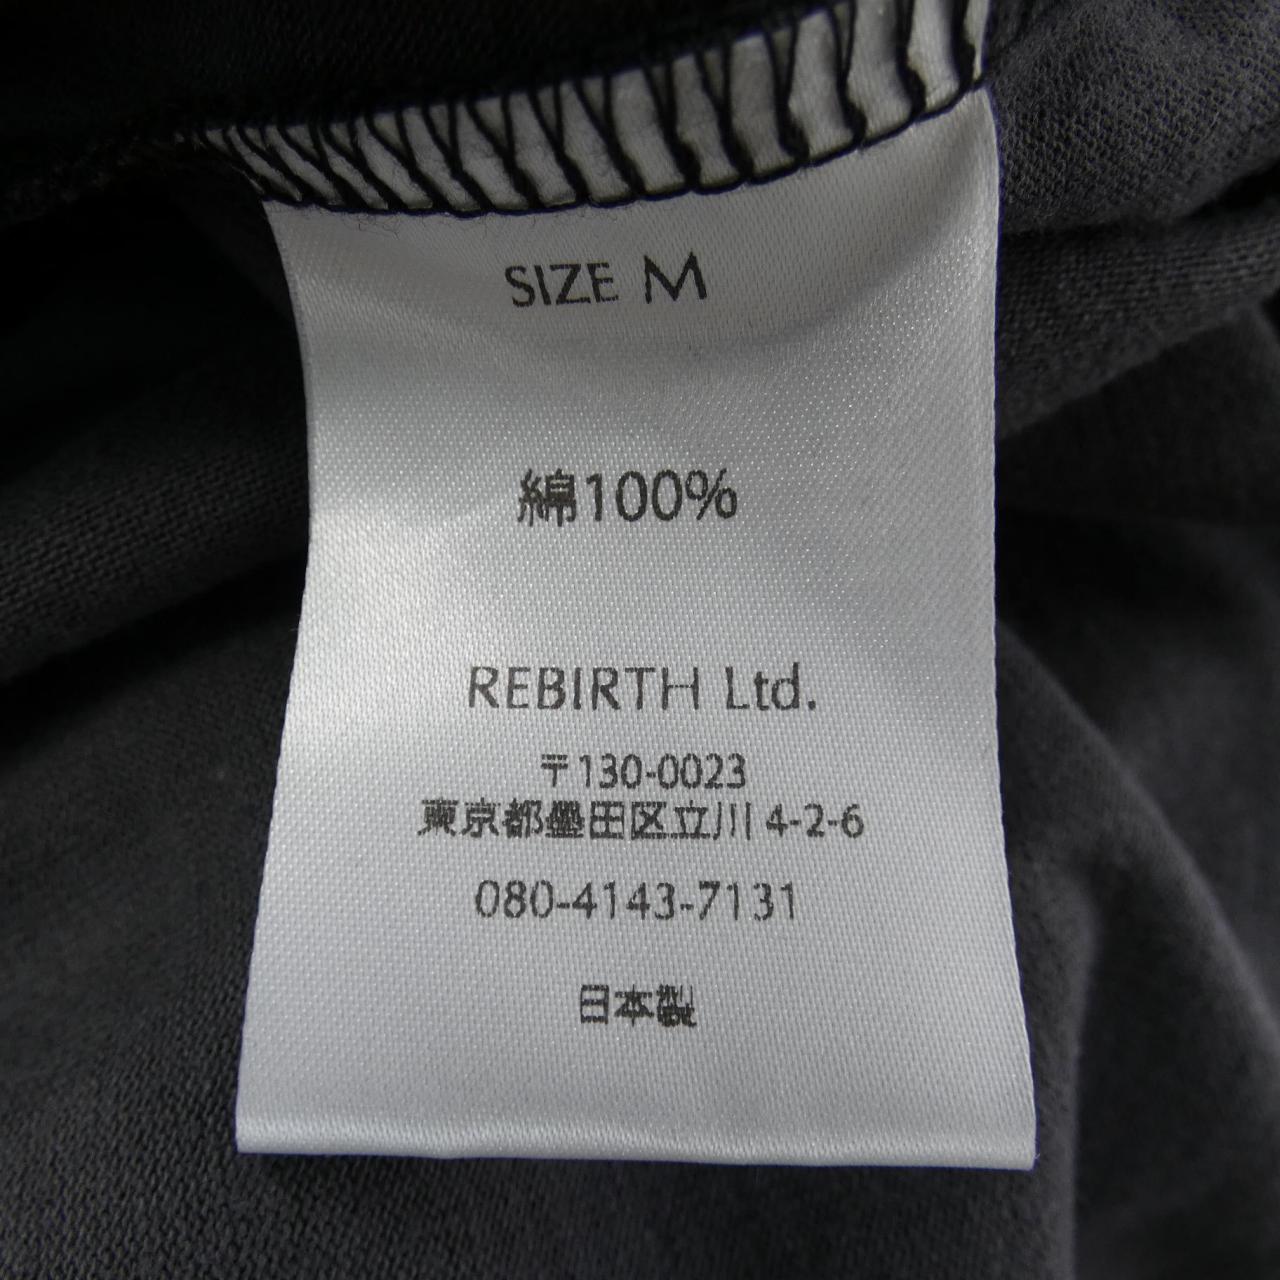 SIZE M
綿100%
REBIRTH Ltd.
〒130-0023
東京都墨田区立川 4-2-6
080-4143-7131
日本製